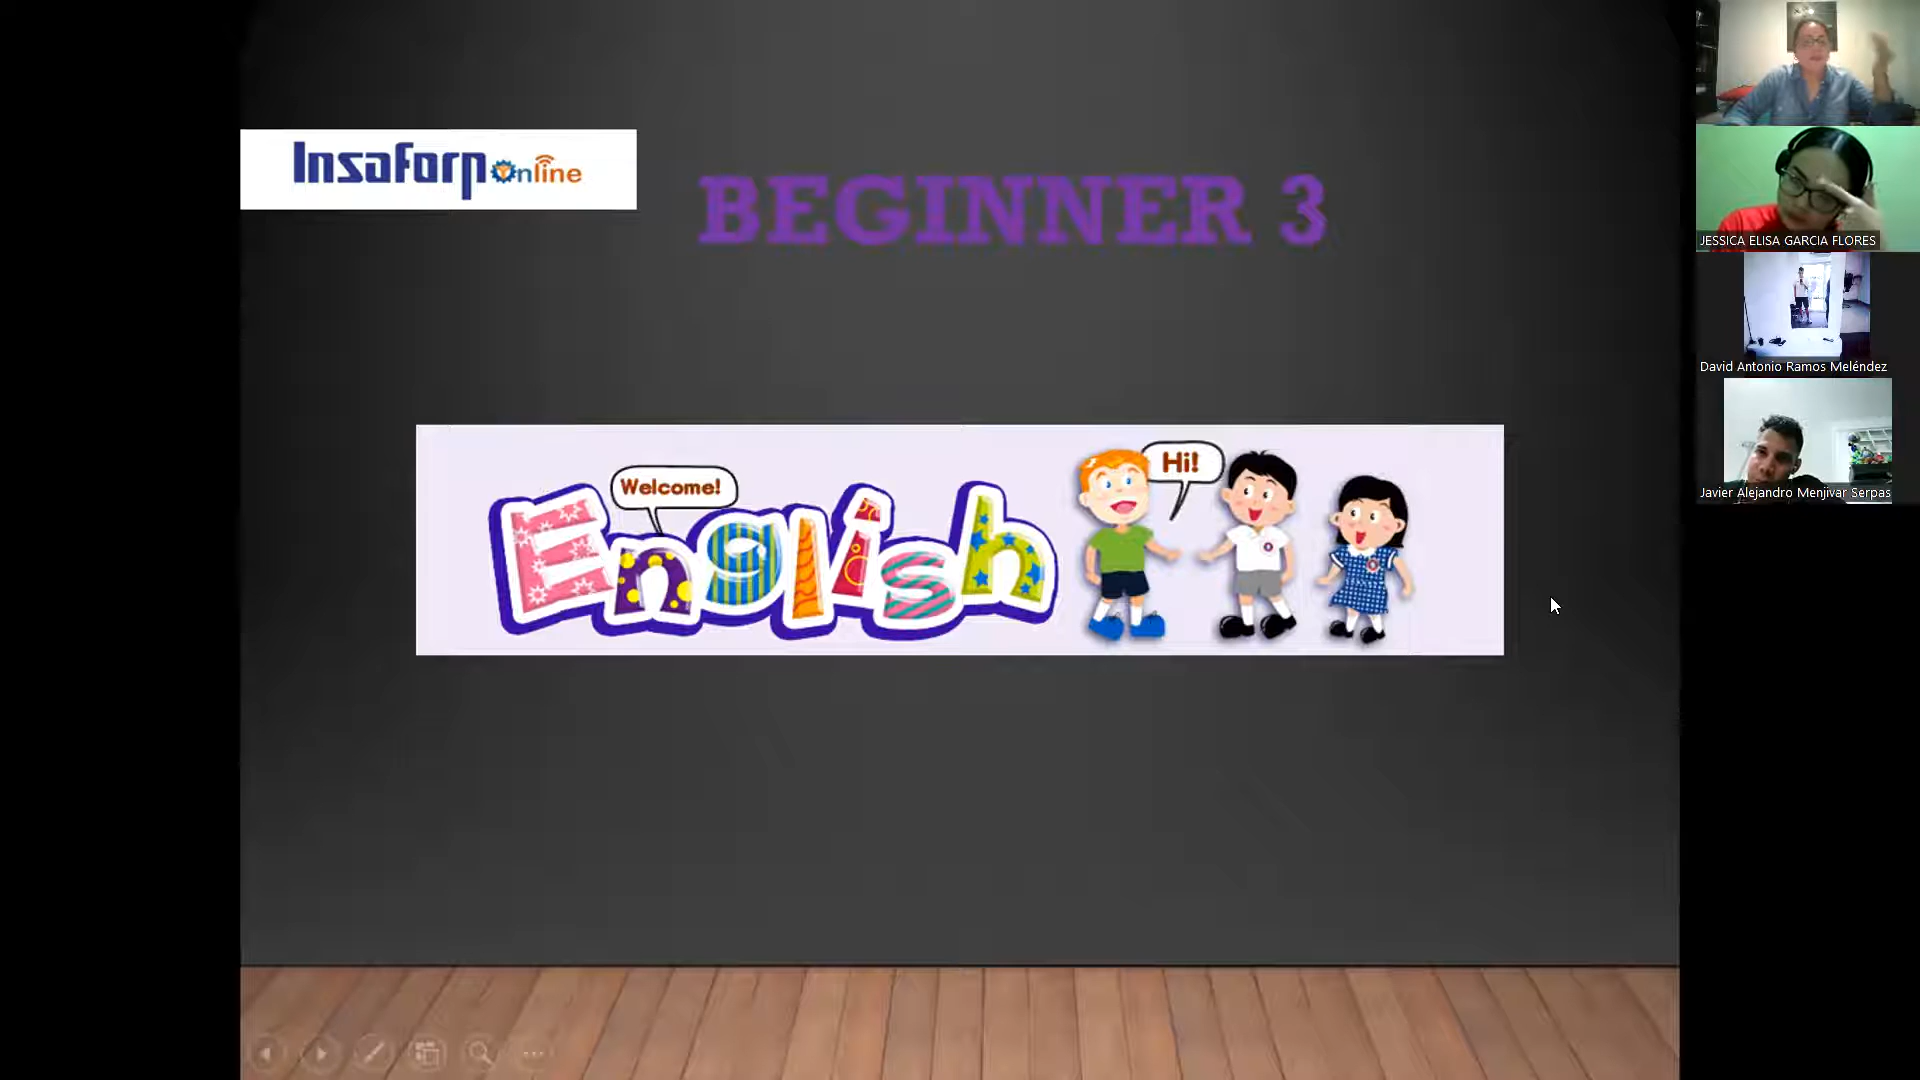 Insaforp Online
BEGINNER 3
Welcome!
English
Hi!
JESSICA ELISA GARCIA FLORES
David Antonio Ramos Meléndez
Javier Alejandro Menjivar Serpas